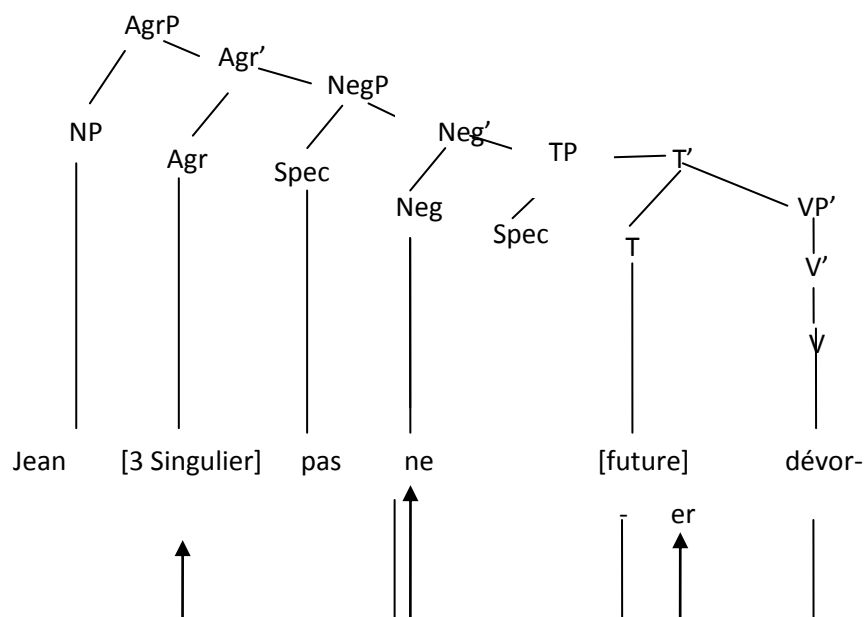 AgrP
Agr’
NegP
NP
Neg’
TP
T’
Agr
Spec
Neg
VP’
Spec
T
V’
V
Jean [3 Singulier] pas ne [future] dévor-
- er